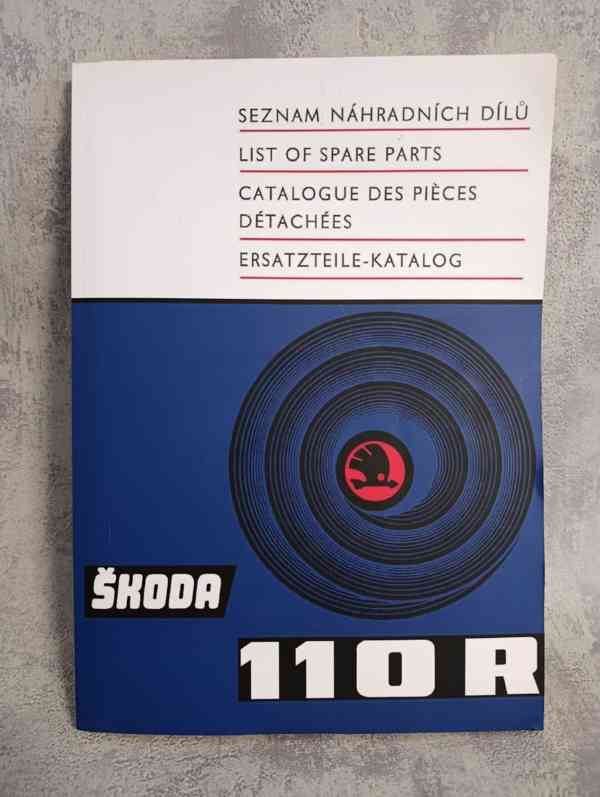 SEZNAM NÁHRADNÍCH DÍLŮ
LIST OF SPARE PARTS
CATALOGUE DES PIÈCES
DÉTACHÉES
ERSATZTEILE-KATALOG
ŠKODA
110 R